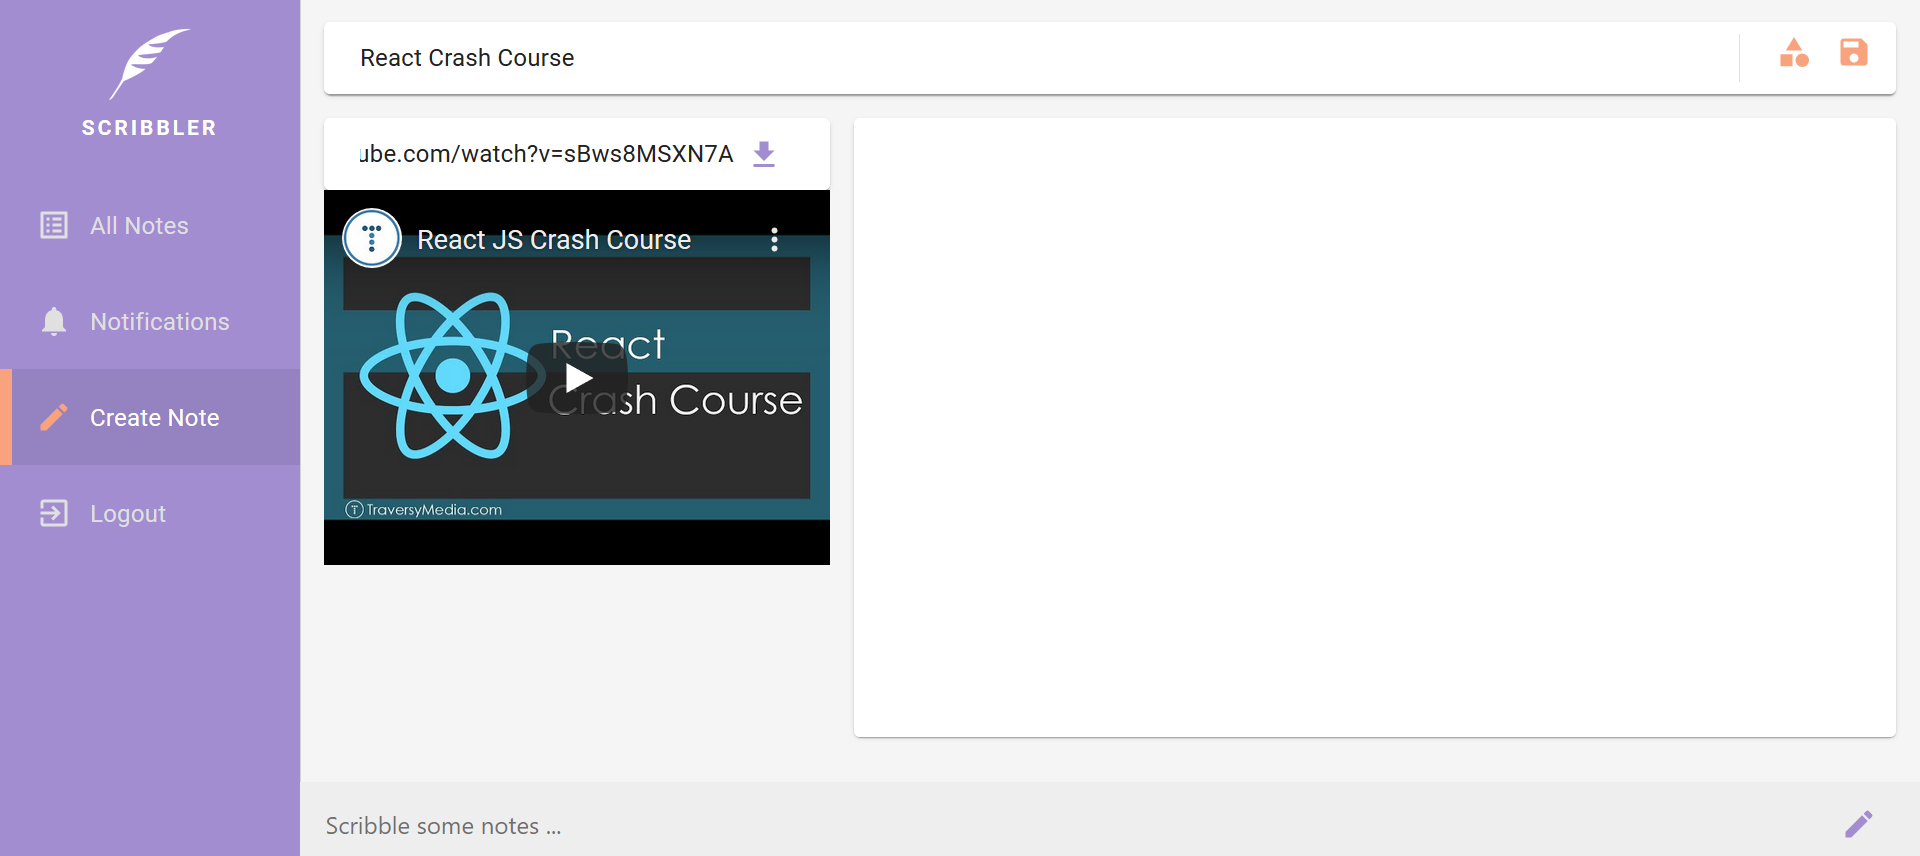 SCRIBBLER
All Notes
Notifications
Create Note
Logout
React Crash Course
ube.com/watch?v=sBws8MSXN7A
React JS Crash Course
React
Crash Course
TraversyMedia.com
Scribble some notes ...